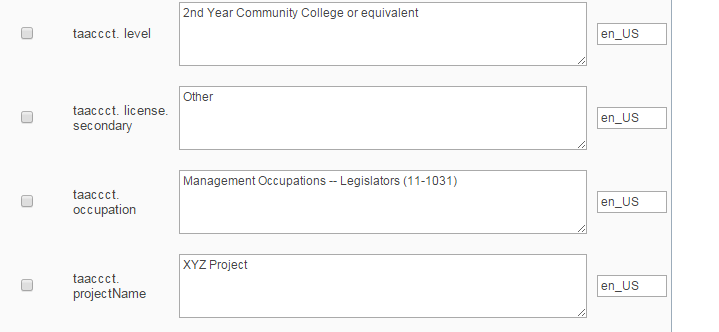 taaccct. level
2nd Year Community College or equivalent
en_US
taaccct. license.
secondary
Other
en_US
taaccct.
occupation
Management Occupations -- Legislators (11-1031)
en_US
taaccct.
projectName
XYZ Project
en_US